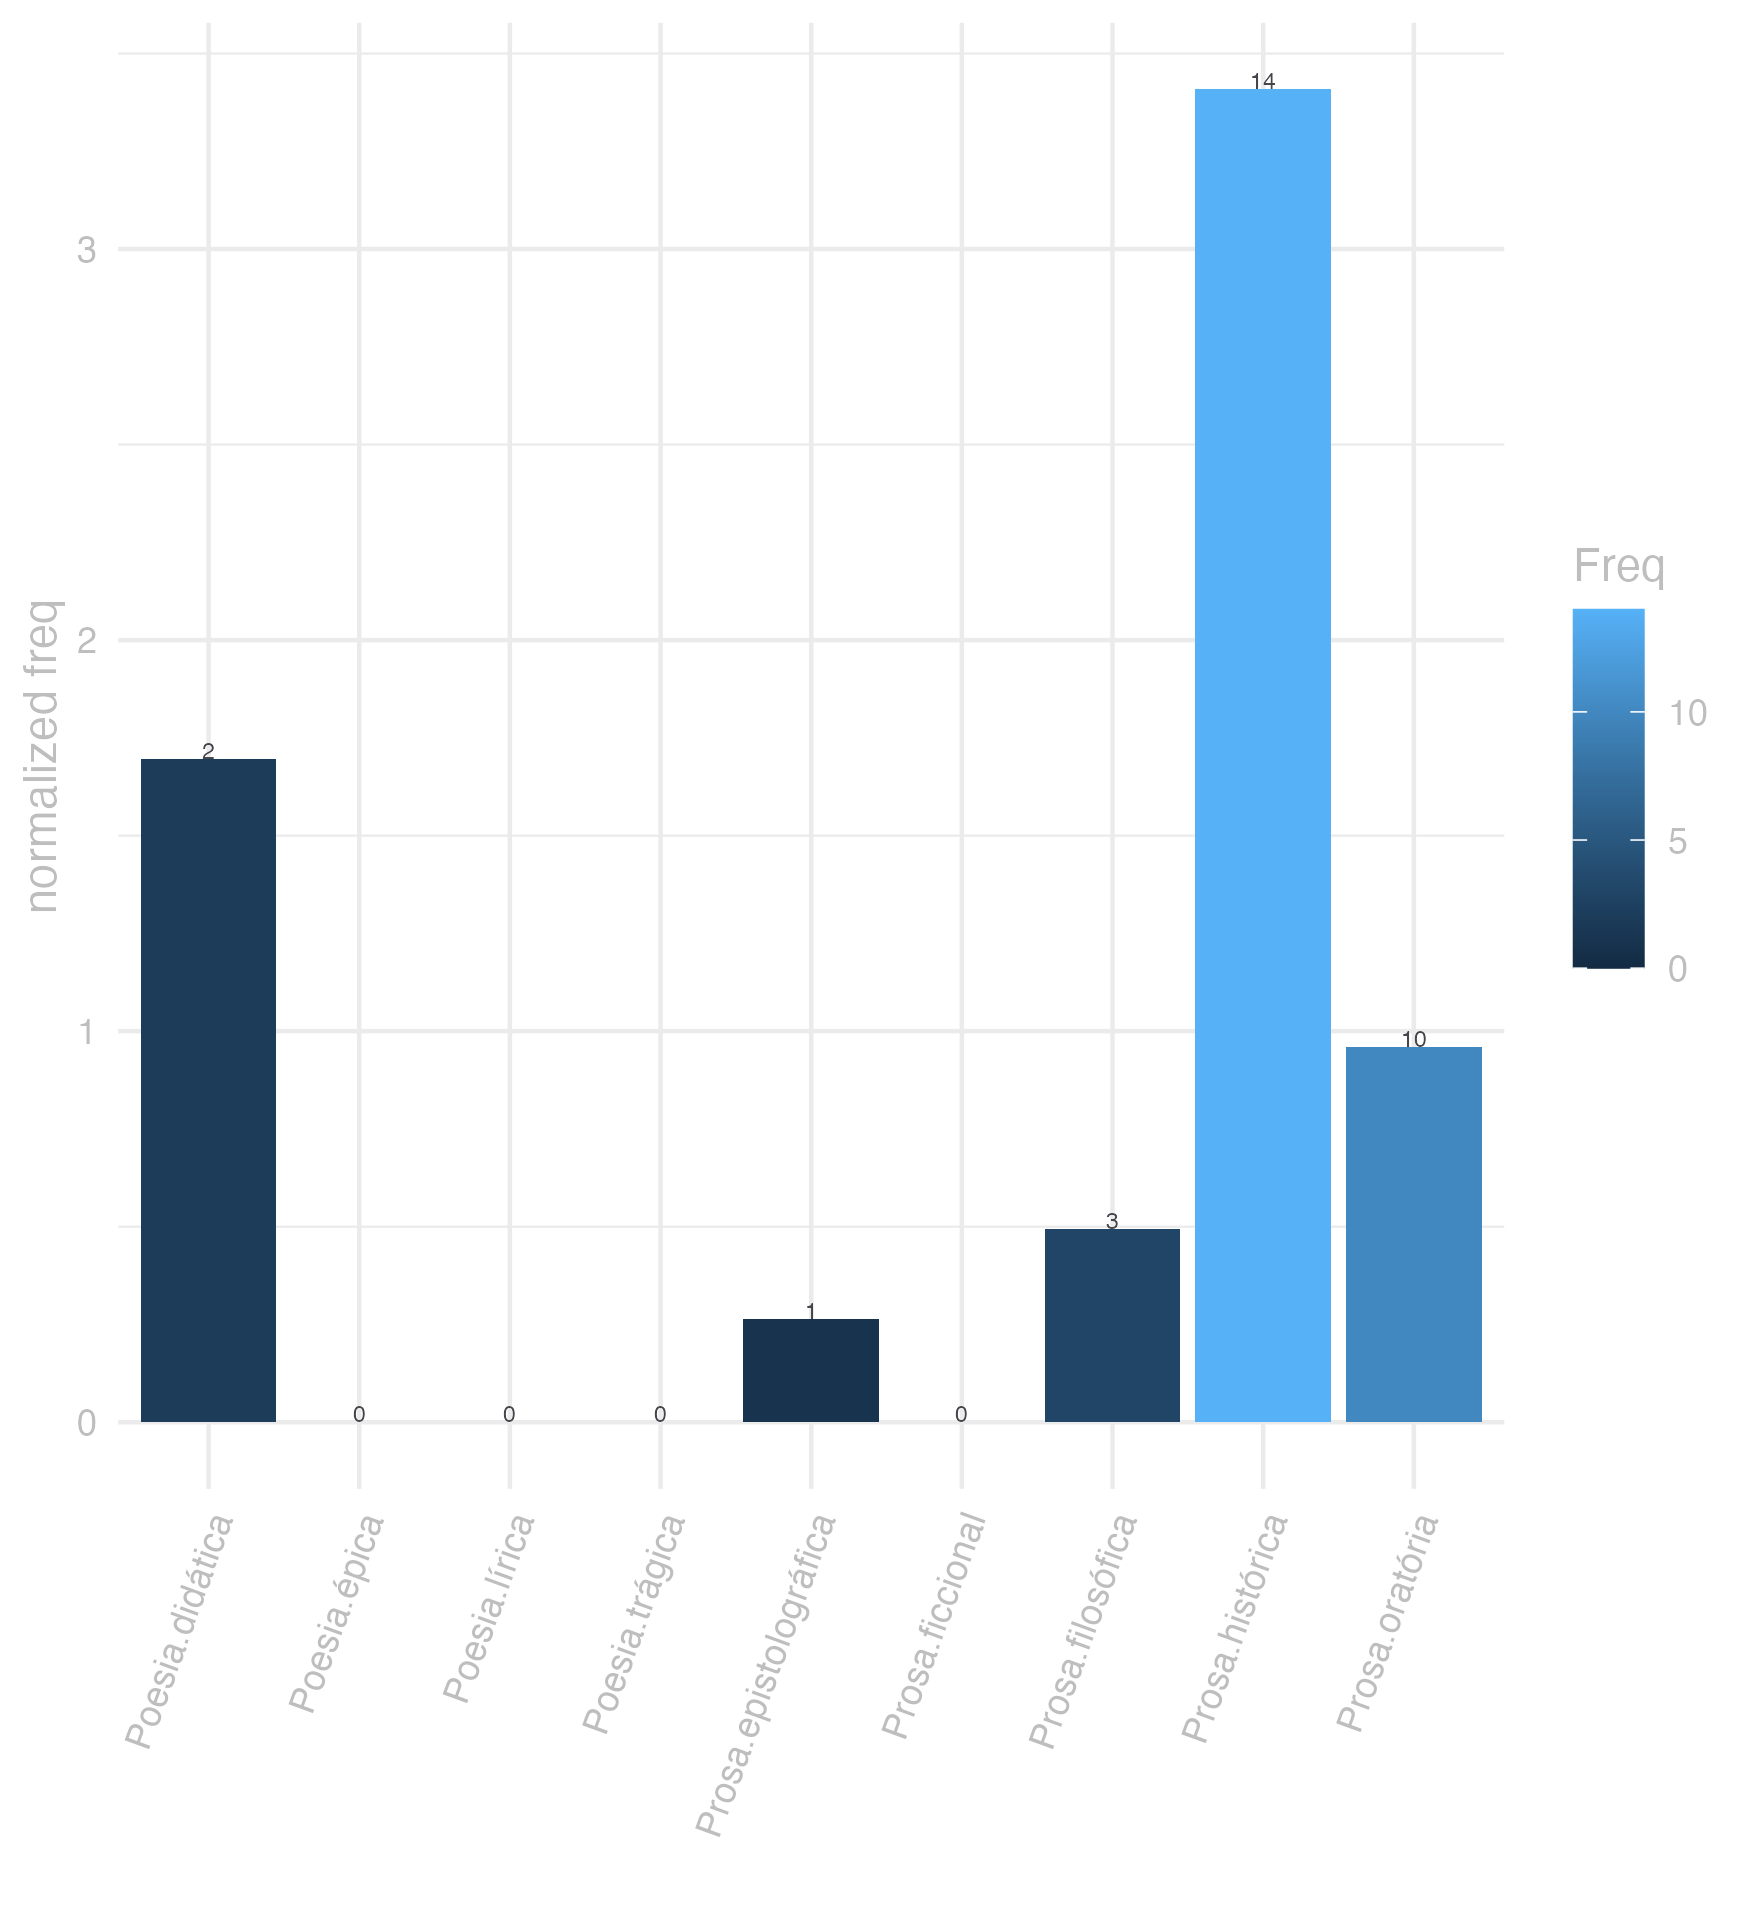 14
3
Freq
normalized freq
2
10
2
5
0
1
10
3
1
0
0
0
0
0
Poesia.didática
Poesia.épica
Poesia.lírica
Poesia.trágica
Prosa.epistolográfica
Prosa.ficcional
Prosa.filosófica
Prosa.histórica
Prosa.oratória